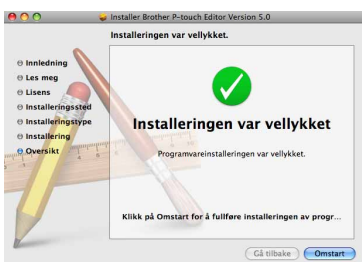 Installer Brother P-touch Editor Version 5.0
Installeringen var vellykket.
Innledning
Les meg
Lisens
Installeringssted
Installeringstype
Installering
Oversikt
Installeringen var vellykket
Programvareinstalleringen var vellykket.
Klikk på Omstart for å fullføre installeringen av progr...
Gå tilbake
Omstart